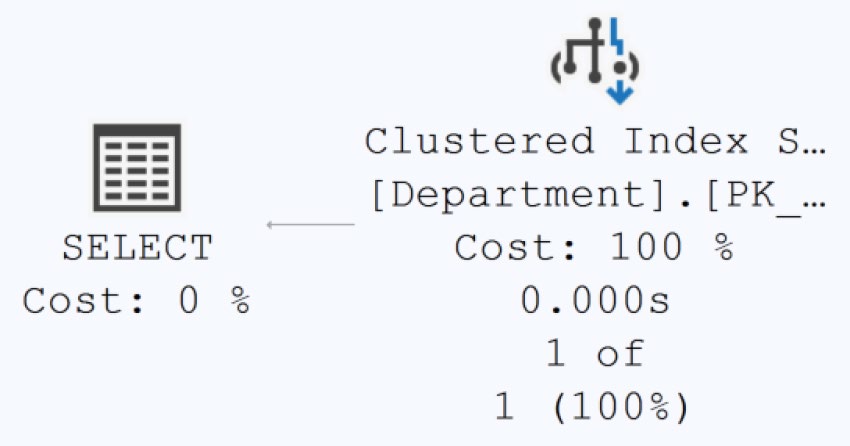 SELECT
Cost: 0 %
Clustered Index S…
[Department].[PK_…
Cost: 100 %
0.000s
1 of
1 (100%)